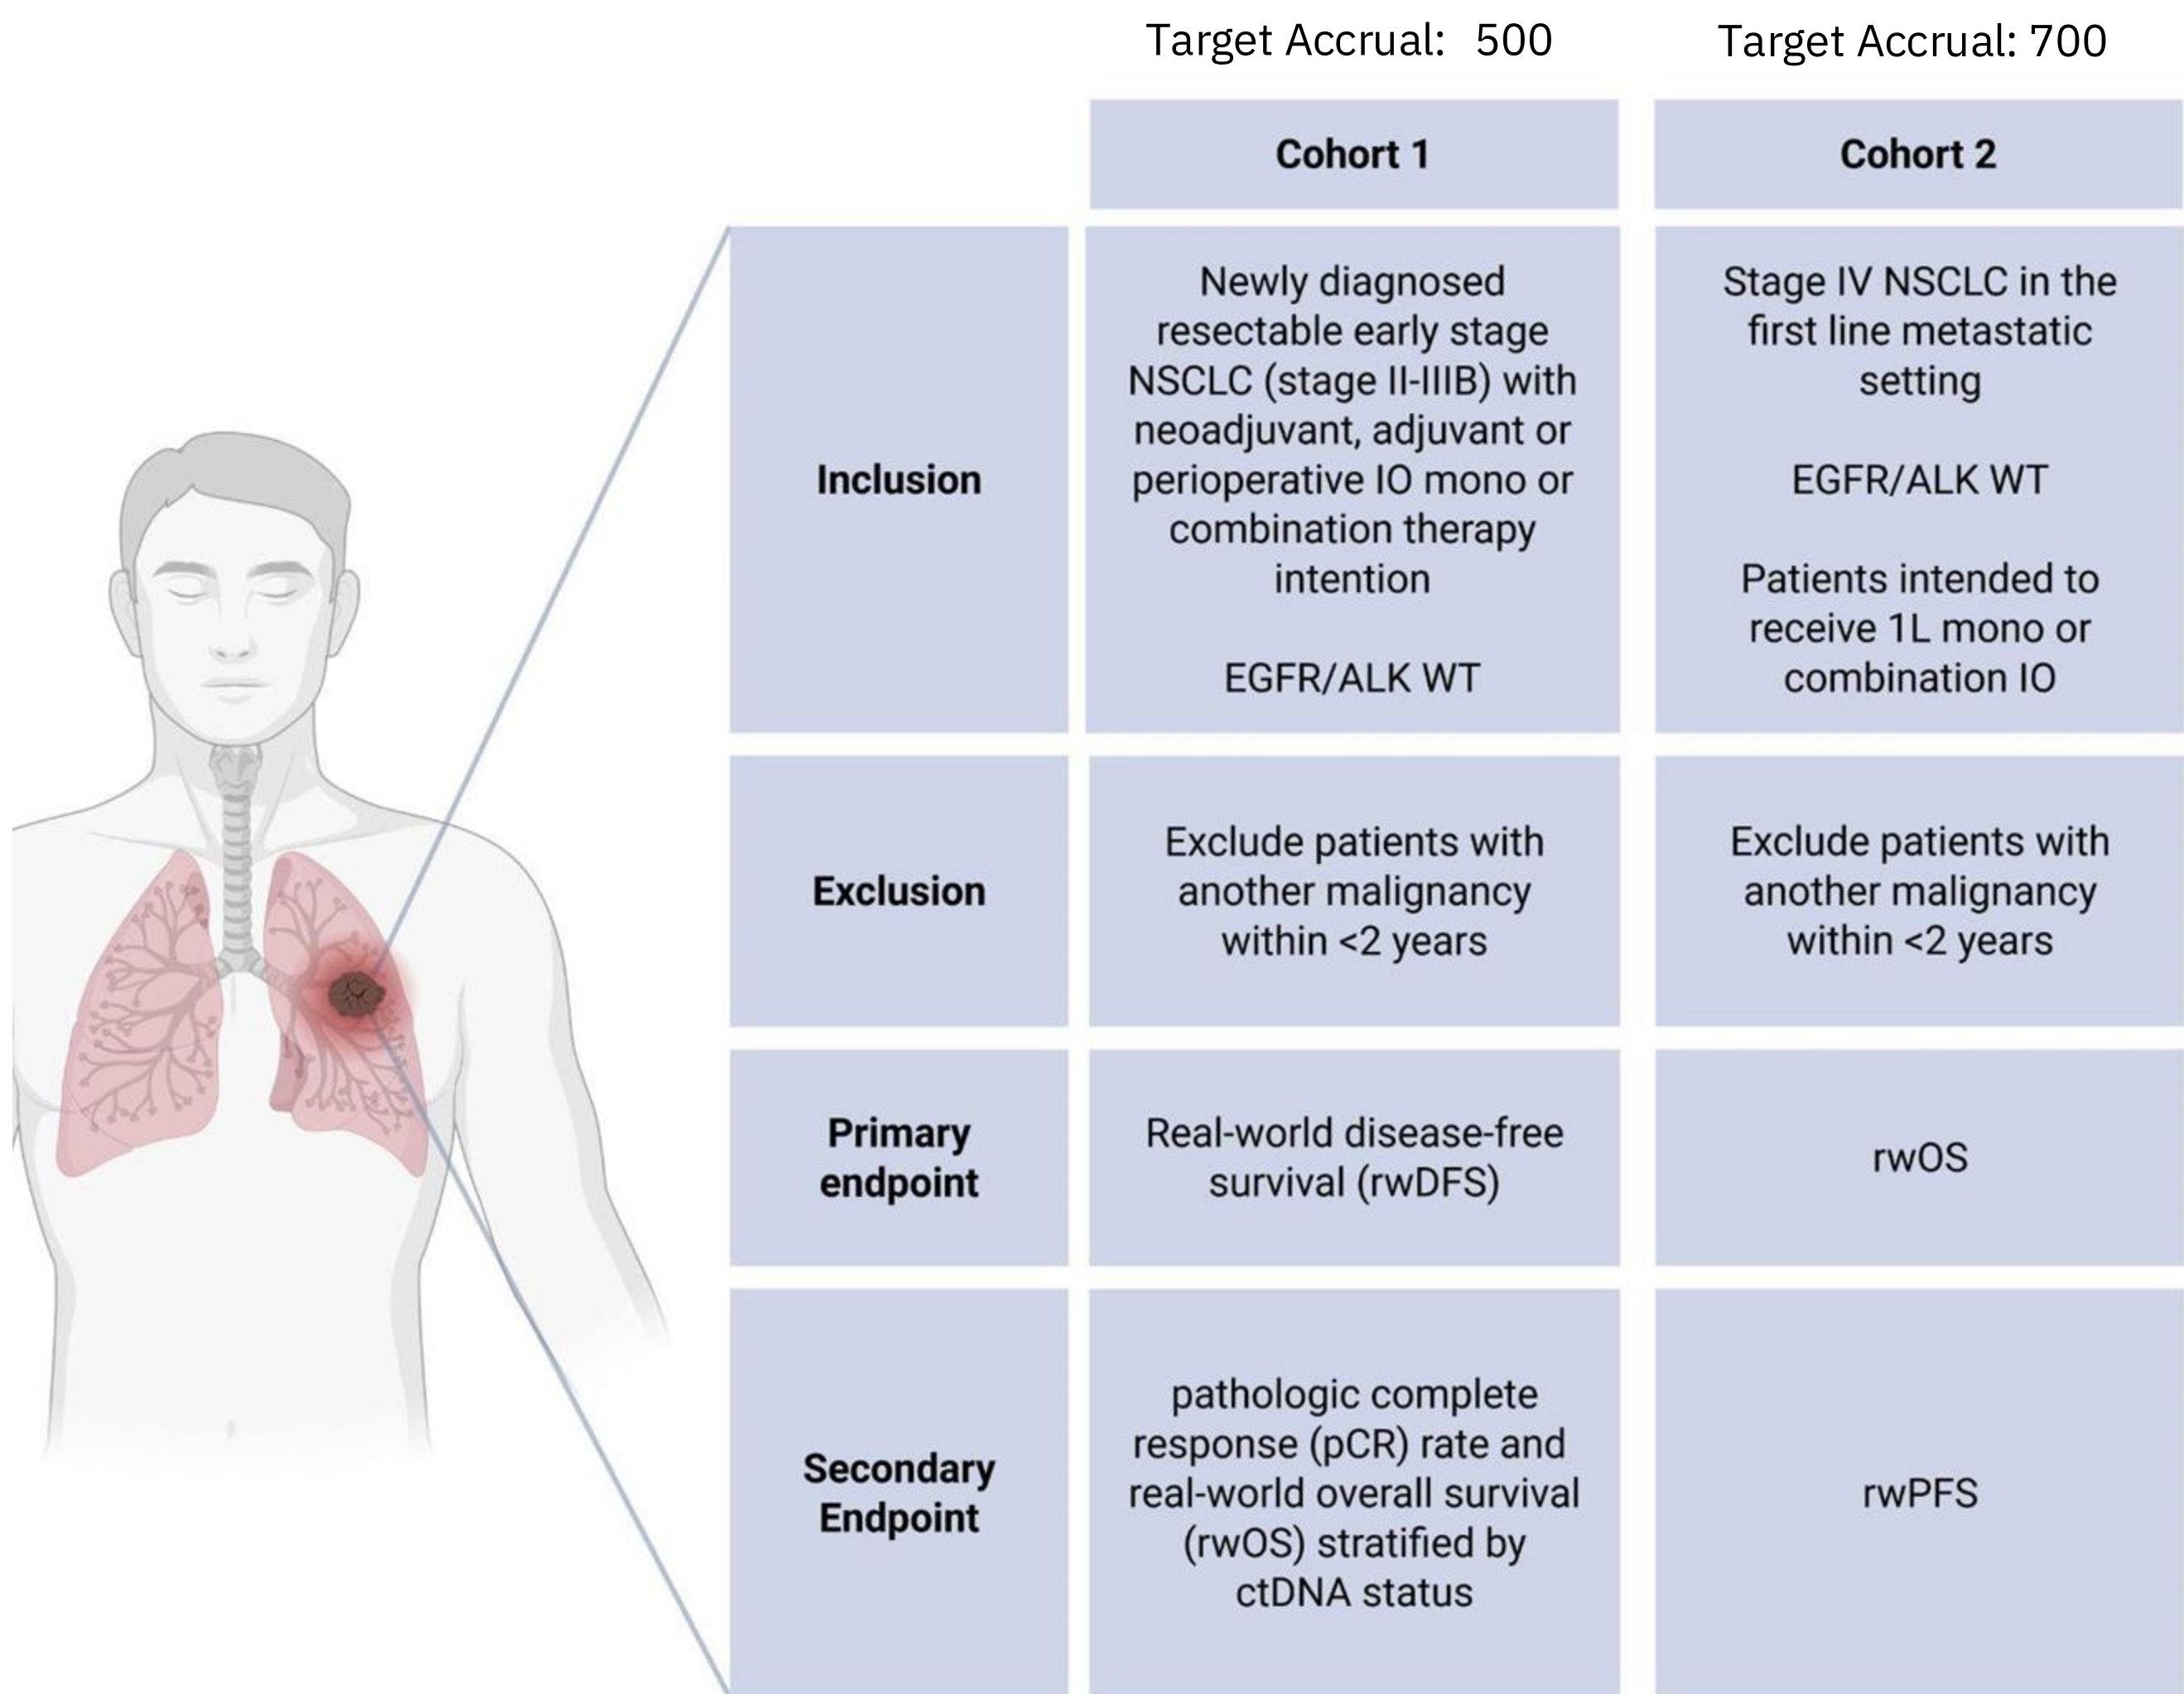 Target Accrual: 500
Target Accrual: 700
Cohort 1
Cohort 2
Inclusion
Newly diagnosed
resectable early stage
NSCLC (stage II-IIIB) with
neoadjuvant, adjuvant or
perioperative IO mono or
combination therapy
intention
EGFR/ALK WT
Stage IV NSCLC in the
first line metastatic
setting
EGFR/ALK WT
Patients intended to
receive 1L mono or
combination IO
Exclusion
Exclude patients with
another malignancy
within <2 years
Exclude patients with
another malignancy
within <2 years
Primary
endpoint
Real-world disease-free
survival (rwDFS)
rwOS
Secondary
Endpoint
pathologic complete
response (pCR) rate and
real-world overall survival
(rwOS) stratified by
ctDNA status
rwPFS